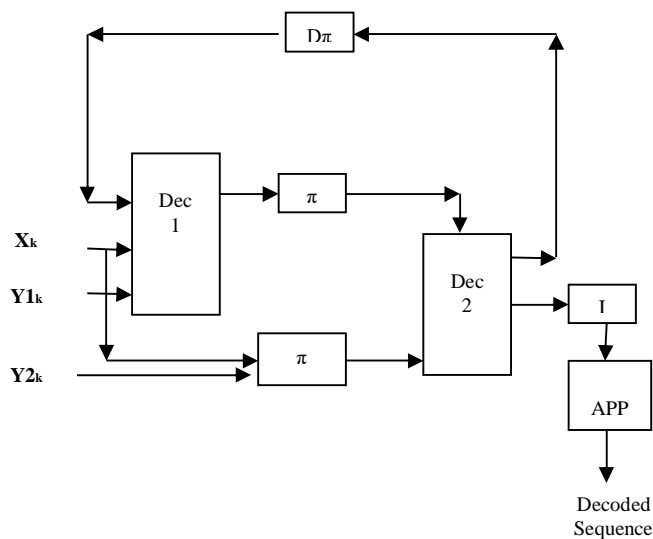 Dπ
Dec
1
π
Xk
Y1k
Dec
2
I
π
Y2k
APP
Decoded
Sequence